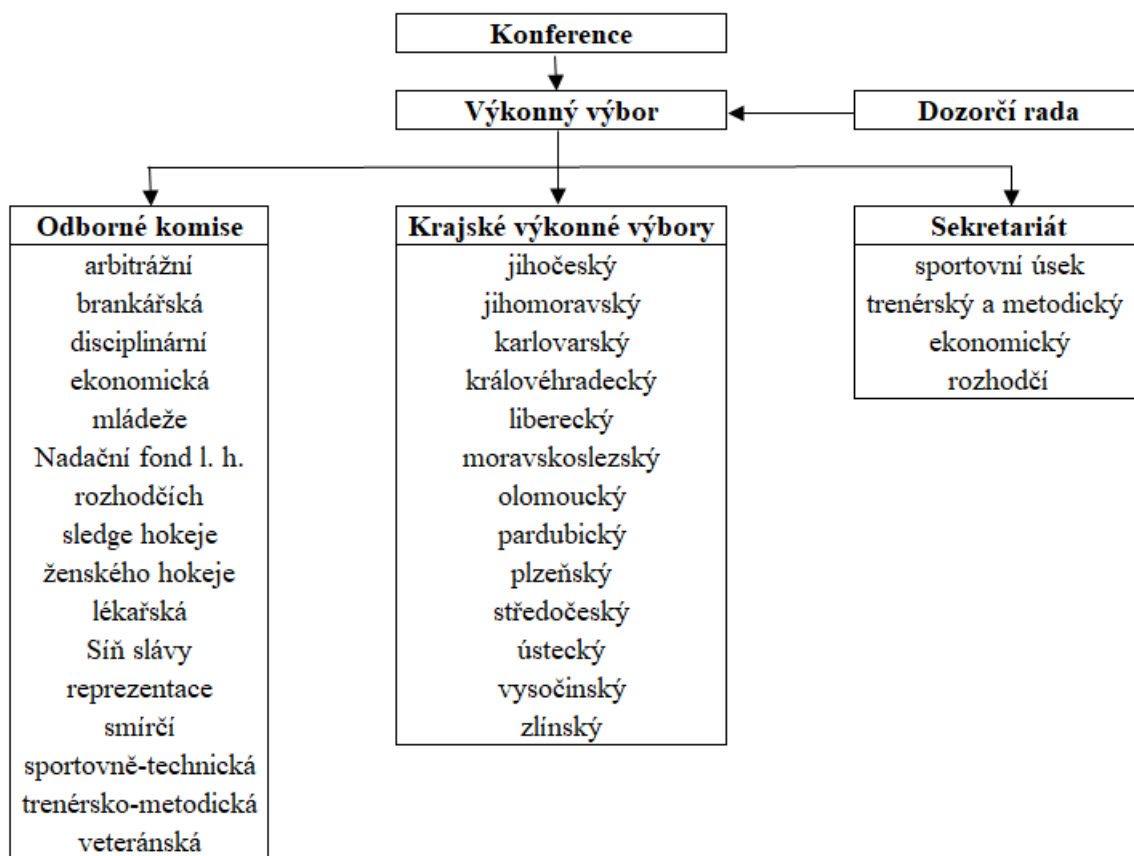 Konference
Výkonný výbor
Dozorčí rada
Odborné komise
arbitrážní
brankářská
disciplinární
ekonomická
mládeže
Nadační fond l. h.
rozhodčích
sledge hokeje
ženského hokeje
lékařská
Síň slávy
reprezentace
smírčí
sportovně-technická
trenérsko-metodická
veteránská
Krajské výkonné výbory
jihočeský
jihomoravský
karlovarský
královéhradecký
liberecký
moravskoslezský
olomoucký
pardubický
plzeňský
středočeský
ústecký
vysočinský
zlínský
Sekretariát
sportovní úsek
trenérský a metodický
ekonomický
rozhodčí